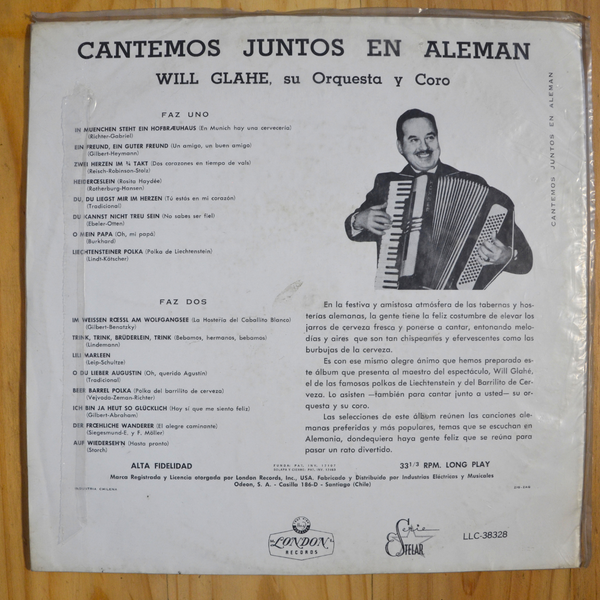 CANTEMOS JUNTOS EN ALEMAN
WILL GLAHE, su Orquesta y Coro
FAZ UNO
IN MUENCHEN STEHT EIN HOFBRÆUHAUS (En Munich hay una cervecería)
(Richter-Gabriel)
EIN FREUND, EIN GUTER FREUND (Un amigo, un buen amigo)
(Gilbert-Heymann)
ZWEI HERZEN IM ¾ TAKT (Dos corazones en tiempo de vals)
(Reisch-Robinson-Stolz)
HEIDERŒSLEIN (Rosita Haydée)
(Rotherburg-Hansen)
DU, DU LIEGST MIR IM HERZEN (Tú estás en mi corazón)
(Tradicional)
DU KANNST NICHT TREU SEIN (No sabes ser fiel)
(Ebeler-Otten)
O MEIN PAPA (Oh, mi papá)
(Burkhard)
LIECHTENSTEINER POLKA (Polka de Liechtenstein)
(Lindt-Kötscher)
FAZ DOS
IM WEISSEN RŒSSL AM WOLFGANGSEE (La Hostería del Caballito Blanco)
(Gilbert-Benatzky)
TRINK, TRINK, BRÜDERLEIN, TRINK (Bebamos, hermanos, bebamos)
(Lindemann)
LILI MARLEEN
(Leip-Schultze)
O DU LIEBER AUGUSTIN (Oh, querido Agustín)
(Tradicional)
BEER BARREL POLKA (Polka del barrilito de cerveza)
(Vejvoda-Zeman-Richter)
ICH BIN JA HEUT SO GLÜCKLICH (Hoy sí que me siento feliz)
(Gilbert-Abraham)
DER FRŒHLICHE WANDERER (El alegre caminante)
(Siegesmund-E. y F. Möller)
AUF WIEDERSEH'N (Hasta pronto)
(Storch)
En la festiva y amistosa atmósfera de las tabernas y hos-
terías alemanas, la gente tiene la feliz costumbre de elevar los
jarros de cerveza fresca y ponerse a cantar, entonando melo-
días y aires que son tan chispeantes y efervescentes como las
burbujas de la cerveza.
Es con ese mismo alegre ánimo que hemos preparado es-
te álbum que presenta al maestro del espectáculo, Will Glahé,
el de las famosas polkas de Liechtenstein y del Barrilito de Cer-
veza. Lo asisten —también para cantar junto a usted— su or-
questa y su coro.
Las selecciones de este álbum reúnen las canciones ale-
manas preferidas y más populares, temas que se escuchan en
Alemania, dondequiera haya gente feliz que se reúna para
pasar un rato divertido.
ALTA FIDELIDAD
33 1/3 RPM. LONG PLAY
Marca Registrada y Licencia otorgada por London Records, Inc., USA. Fabricado y Distribuido por Industrias Eléctricas y Musicales
Odeon, S. A. - Casilla 186-D - Santiago (Chile)
INDUSTRIA CHILENA
LONDON
RECORDS
Serie
ESTELAR
LLC-38328
CANTEMOS JUNTOS EN ALEMAN